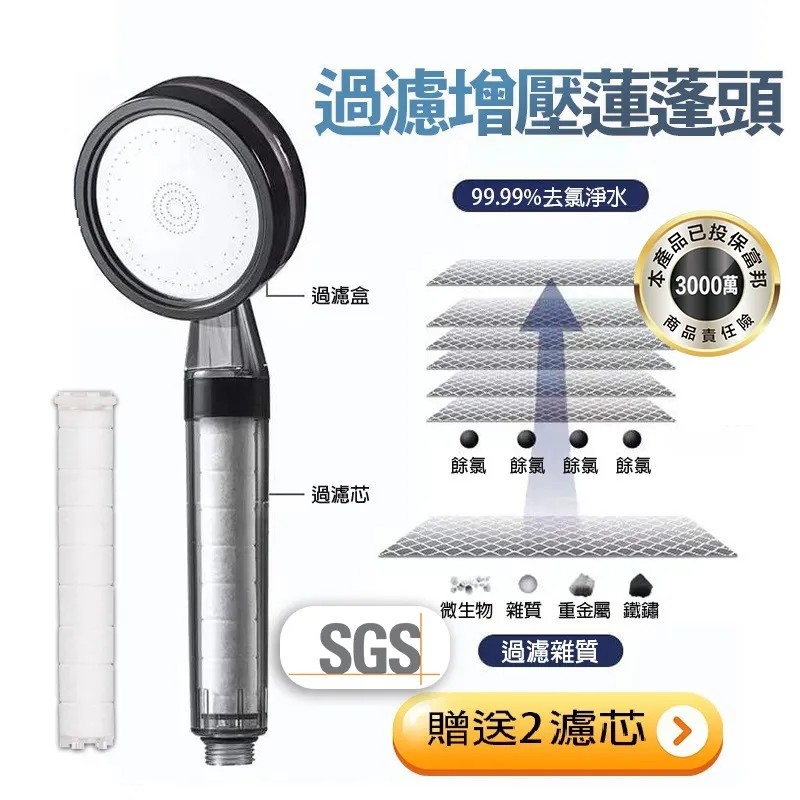 過濾增壓蓮蓬頭
99.99%去氯淨水
本產品已投保富邦
3000萬
商品責任險
過濾盒
餘氯 餘氯 餘氯 餘氯
過濾芯
微生物 雜質 重金屬 鐵鏽
SGS
過濾雜質
贈送2濾芯